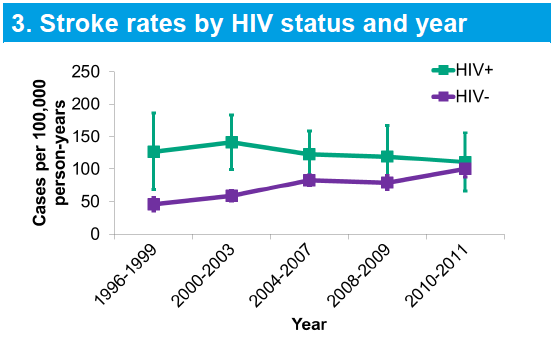 3. Stroke rates by HIV status and year
250
200
150
100
50
0
Cases per 100,000
person-years
HIV+
HIV-
1996-1999
2000-2003
2004-2007
2008-2009
2010-2011
Year